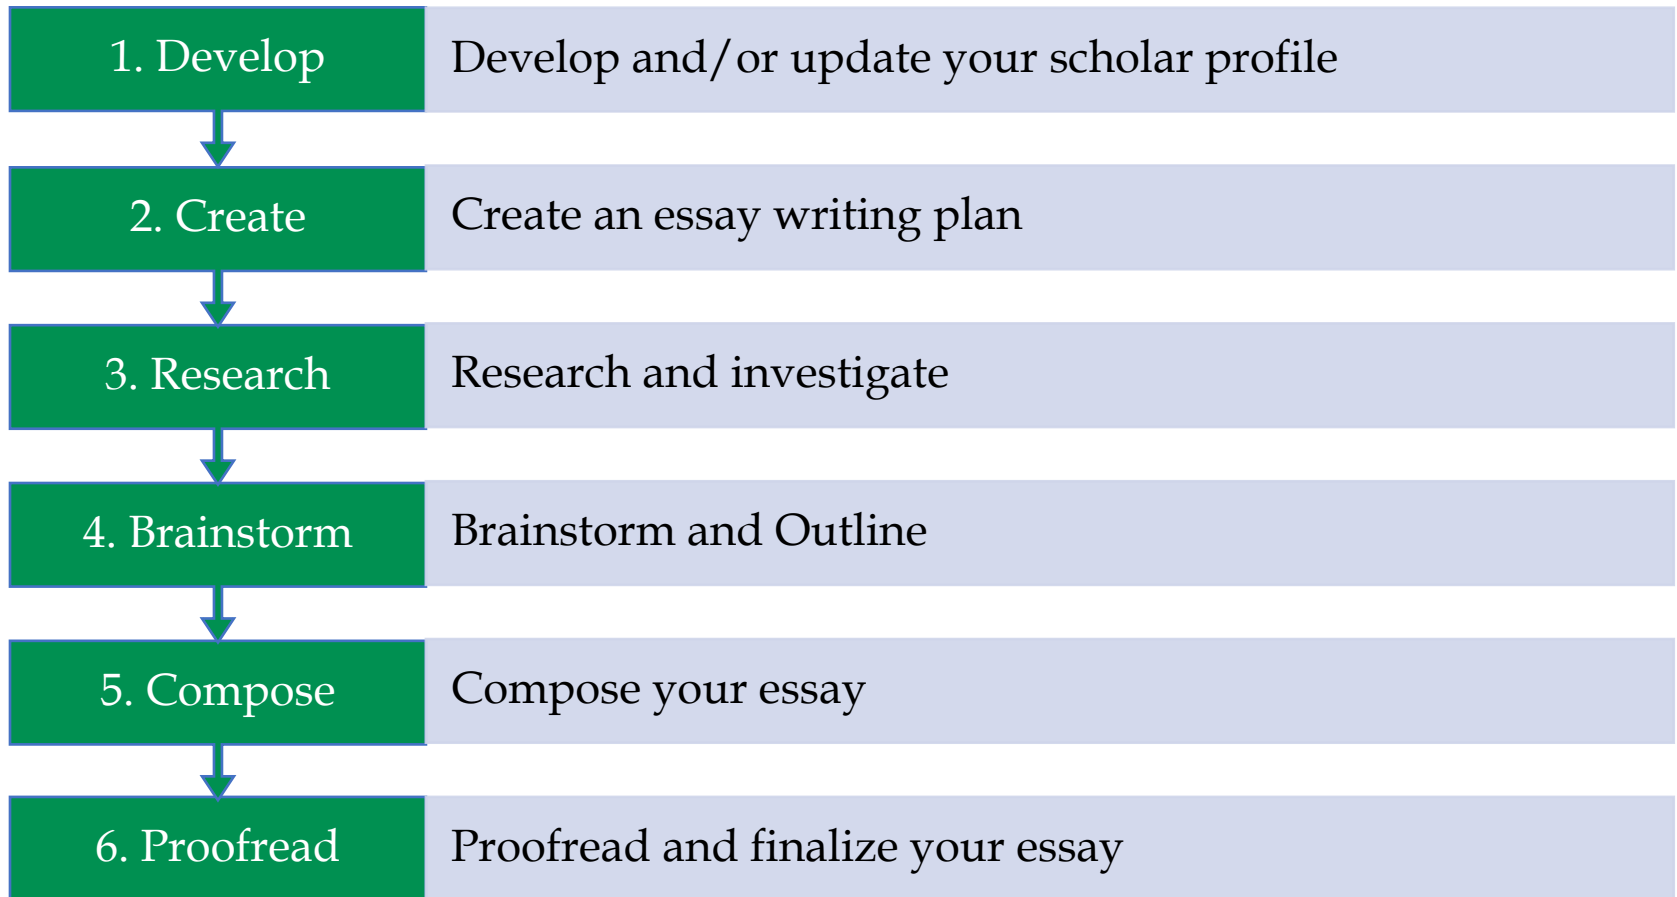 1. Develop
Develop and/or update your scholar profile
2. Create
Create an essay writing plan
3. Research
Research and investigate
4. Brainstorm
Brainstorm and Outline
5. Compose
Compose your essay
6. Proofread
Proofread and finalize your essay